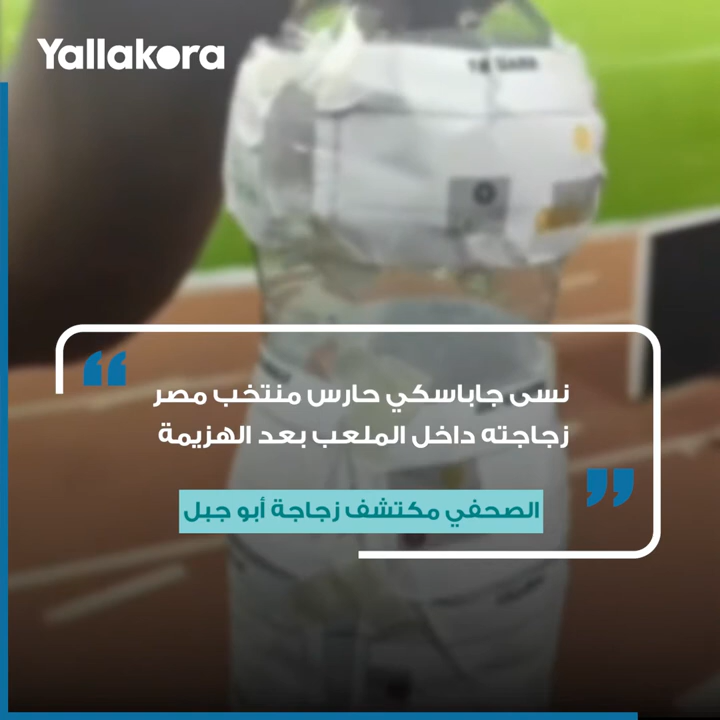 Yallakora
نسى جاباسكي حارس منتخب مصر
زجاجته داخل الملعب بعد الهزيمة
الصحفي مكتشف زجاجة أبو جبل